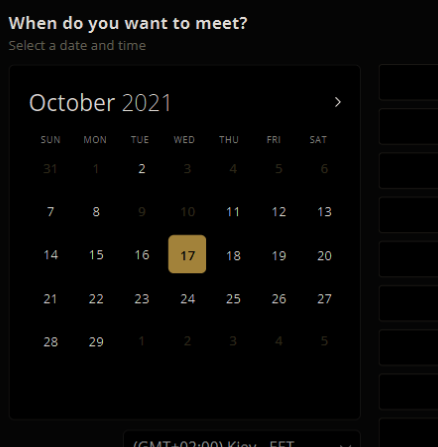 When do you want to meet?
Select a date and time
October 2021
SUN MON TUE WED THU FRI SAT
31 1 2 3 4 5 6
7 8 9 10 11 12 13
14 15 16 17 18 19 20
21 22 23 24 25 26 27
28 29 1 2 3 4 5
(GMT+02:00) Kiev - EET